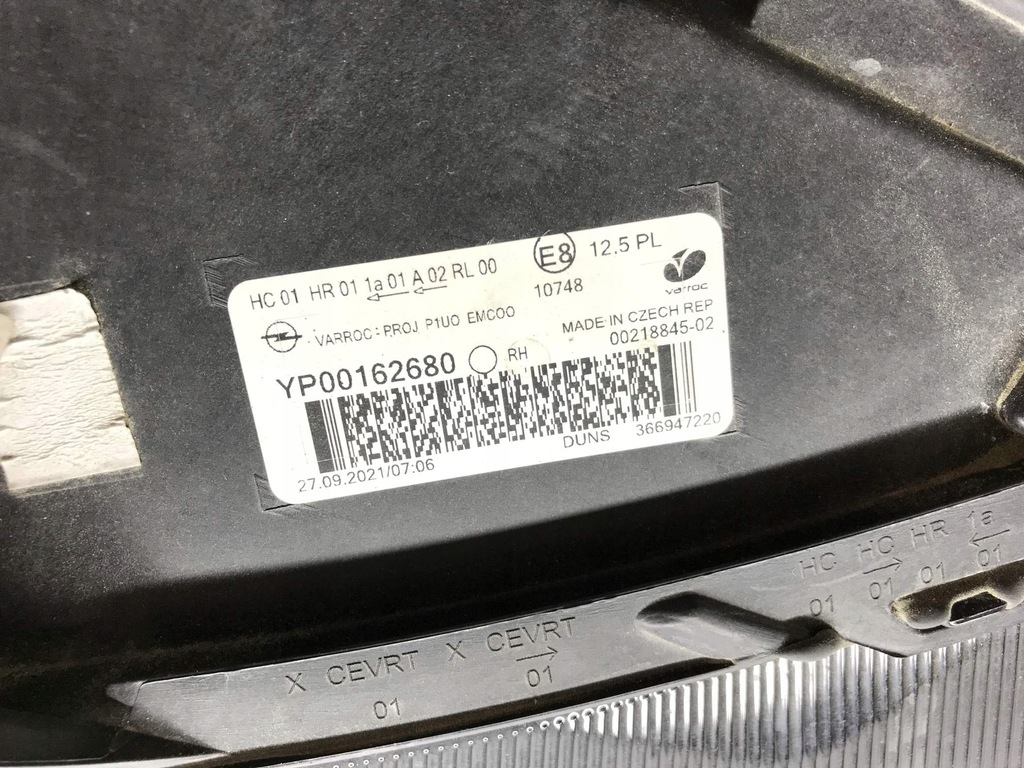 HC 01 HR 01 1a 01 A 02 RL 00
E8 12.5 PL
10748
varroc
VARROC: PROJ P1UO EMCOO
MADE IN CZECH REP
00218845-02
YP00162680 RH
DUNS 366947220
27.09.2021/07:06
HC HC HR 1a
01 01 01 01
X CEVRT X CEVRT
01 01